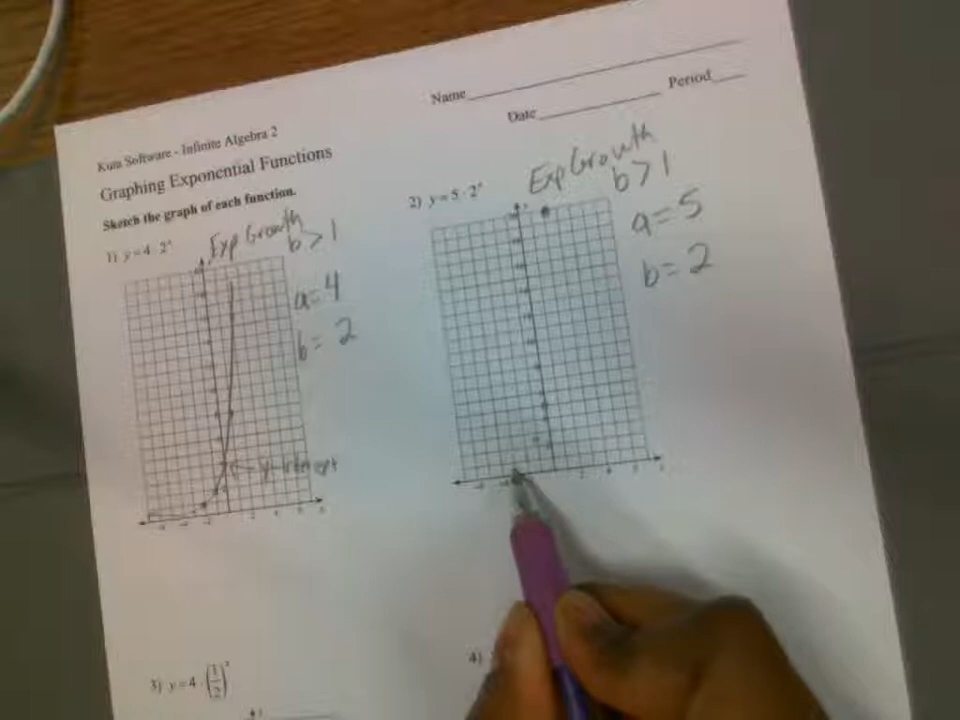 Name
Date
Period
Kuta Software - Infinite Algebra 2
Graphing Exponential Functions
Sketch the graph of each function.
1) y = 4 · 2ˣ
Exp Growth
b > 1
a = 4
b = 2
y-intercept
2) y = 5 · 2ˣ
Exp Growth
b > 1
a = 5
b = 2
3) y = 4 · (1/2)ˣ
4)